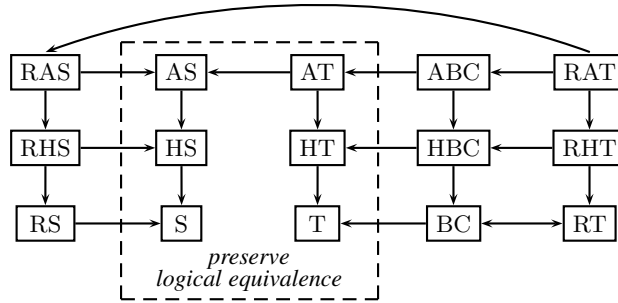 RAS AS AT ABC RAT
RHS HS HT HBC RHT
RS S T BC RT
preserve
logical equivalence